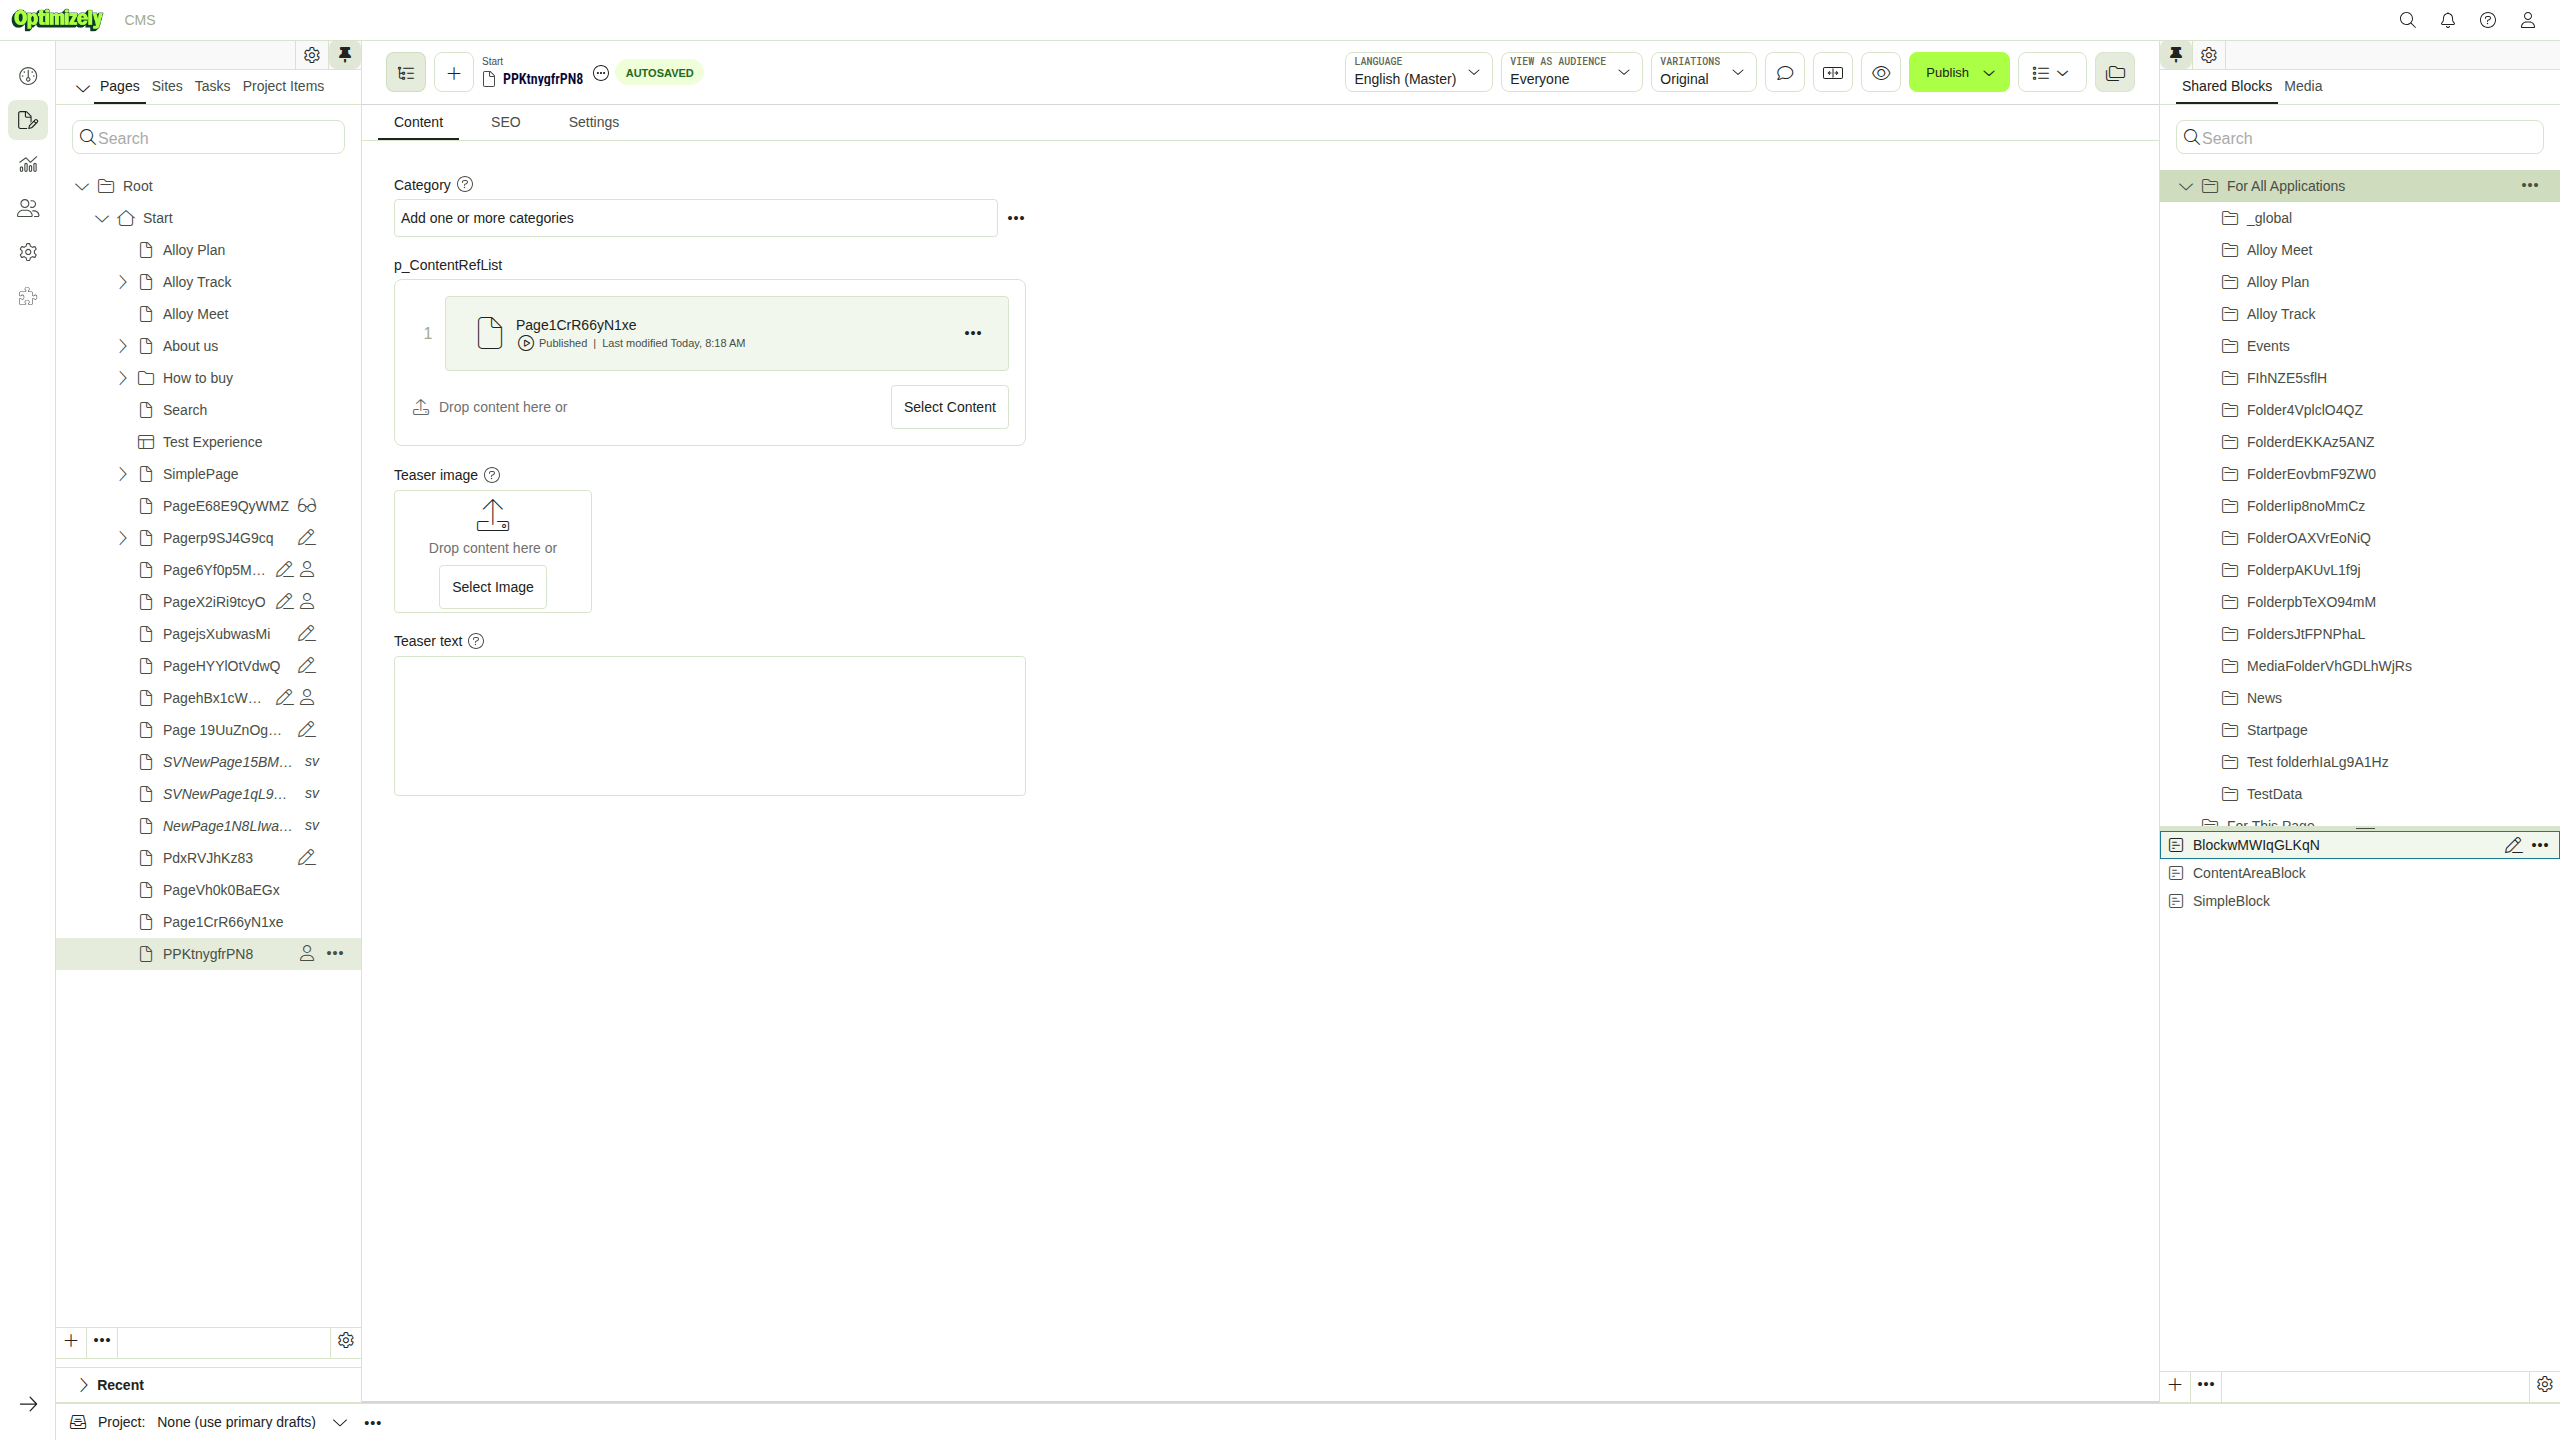 Optimizely CMS
Pages Sites Tasks Project Items
Search
Root
Start
Alloy Plan
Alloy Track
Alloy Meet
About us
How to buy
Search
Test Experience
SimplePage
PageE68E9QyWMZ
Pagerp9SJ4G9cq
Page6Yf0p5M…
PageX2iRi9tcyO
PagejsXubwasMi
PageHYYlOtVdwQ
PagehBx1cW…
Page 19UuZnOg…
SVNewPage15BM… sv
SVNewPage1qL9… sv
NewPage1N8LIwa… sv
PdxRVJhKz83
PageVh0k0BaEGx
Page1CrR66yN1xe
PPKtnygfrPN8
Recent
Project: None (use primary drafts)
Start
PPKtnygfrPN8
AUTOSAVED
LANGUAGE
English (Master)
VIEW AS AUDIENCE
Everyone
VARIATIONS
Original
Publish
Content SEO Settings
Category
Add one or more categories
p_ContentRefList
1
Page1CrR66yN1xe
Published | Last modified Today, 8:18 AM
Drop content here or
Select Content
Teaser image
Drop content here or
Select Image
Teaser text
Shared Blocks Media
Search
For All Applications
_global
Alloy Meet
Alloy Plan
Alloy Track
Events
FIhNZE5sflH
Folder4VplclO4QZ
FolderdEKKAz5ANZ
FolderEovbmF9ZW0
FolderIip8noMmCz
FolderOAXVrEoNiQ
FolderpAKUvL1f9j
FolderpbTeXO94mM
FoldersJtFPNPhaL
MediaFolderVhGDLhWjRs
News
Startpage
Test folderhIaLg9A1Hz
TestData
For This Page
BlockwMWIqGLKqN
ContentAreaBlock
SimpleBlock